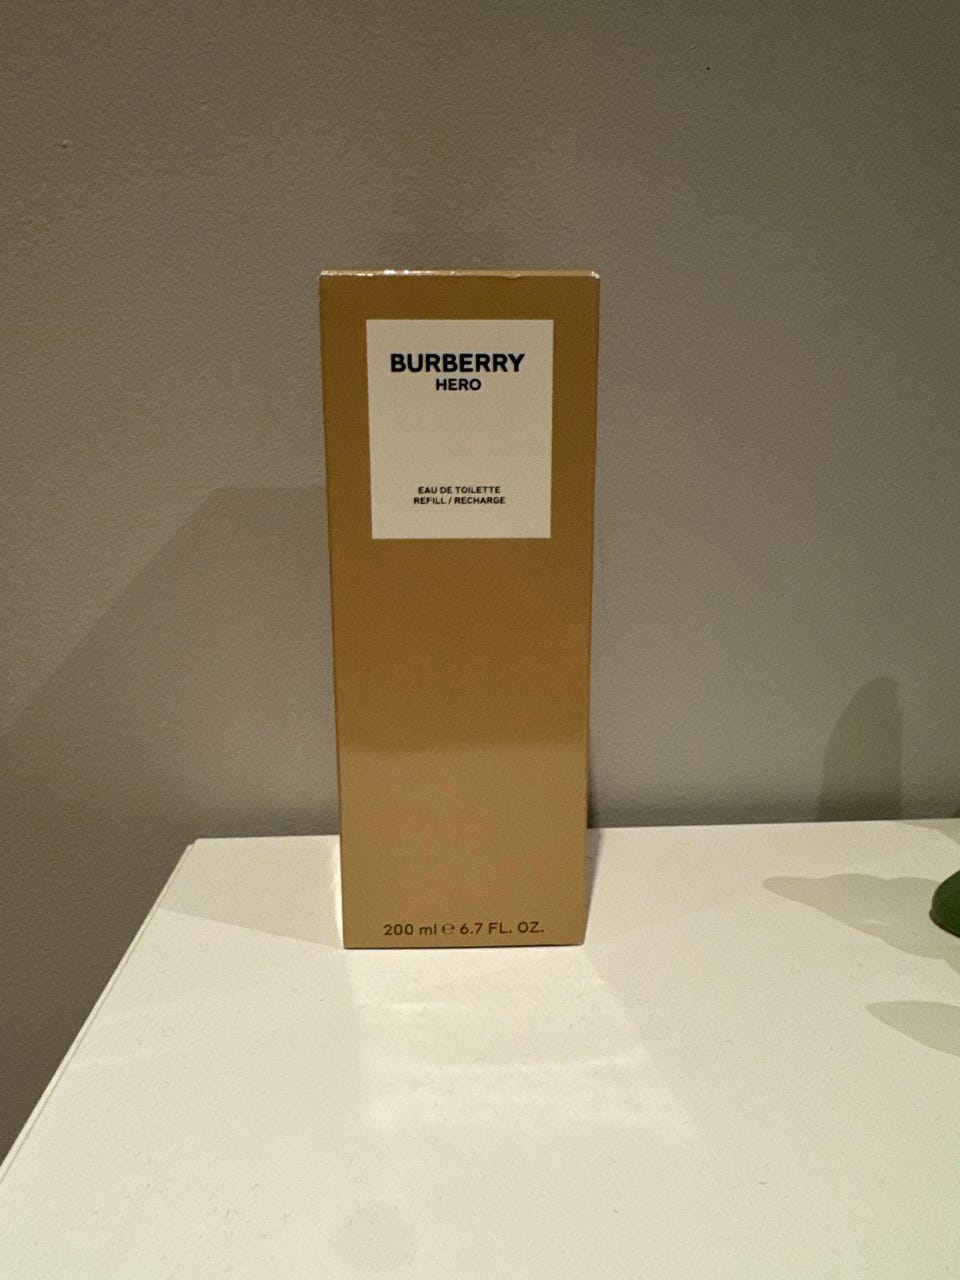 BURBERRY
HERO
EAU DE TOILETTE
REFILL / RECHARGE
200 ml ℮ 6.7 FL. OZ.